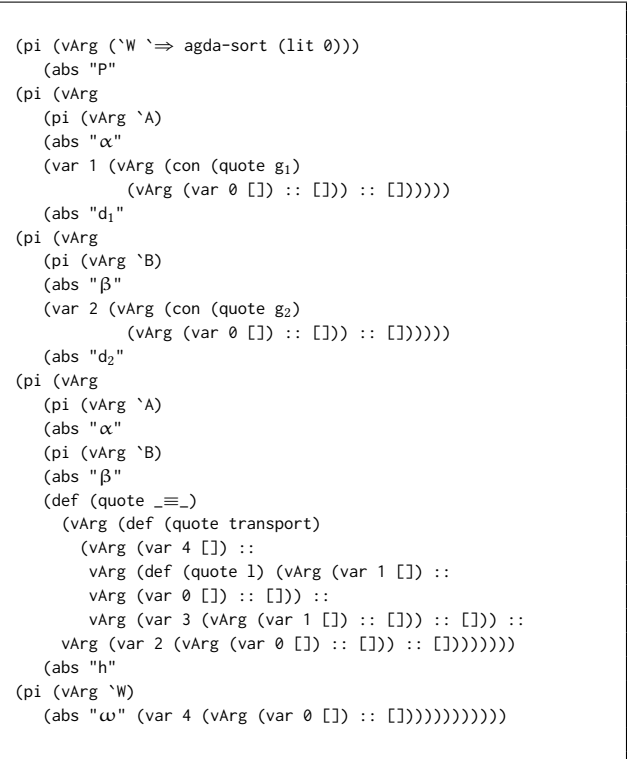 (pi (vArg (`W `⇒ agda-sort (lit 0)))
(abs "P"
(pi (vArg
(pi (vArg `A)
(abs "α"
(var 1 (vArg (con (quote g₁)
(vArg (var 0 []) :: [])) :: [])))))
(abs "d₁"
(pi (vArg
(pi (vArg `B)
(abs "β"
(var 2 (vArg (con (quote g₂)
(vArg (var 0 []) :: [])) :: [])))))
(abs "d₂"
(pi (vArg
(pi (vArg `A)
(abs "α"
(pi (vArg `B)
(abs "β"
(def (quote _≡_)
(vArg (def (quote transport)
(vArg (var 4 []) ::
vArg (def (quote l) (vArg (var 1 []) ::
vArg (var 0 []) :: [])) ::
vArg (var 3 (vArg (var 1 []) :: [])) :: [])) ::
vArg (var 2 (vArg (var 0 []) :: [])) :: [])))))))
(abs "h"
(pi (vArg `W)
(abs "ω" (var 4 (vArg (var 0 []) :: []))))))))))))